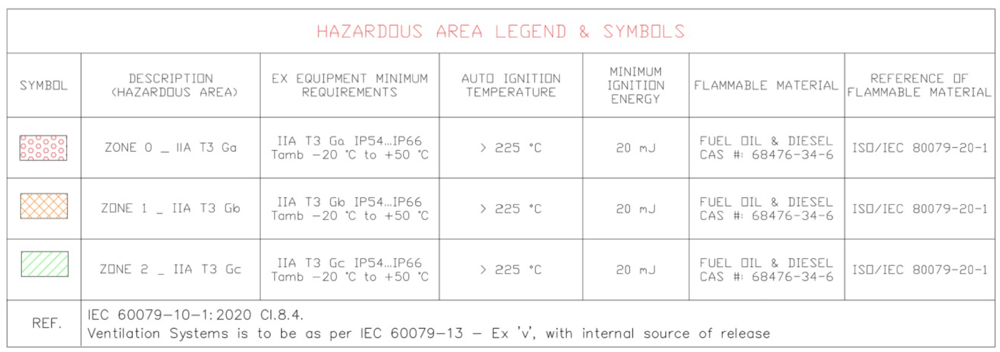 HAZARDOUS AREA LEGEND & SYMBOLS
SYMBOL
DESCRIPTION
(HAZARDOUS AREA)
EX EQUIPMENT MINIMUM
REQUIREMENTS
AUTO IGNITION
TEMPERATURE
MINIMUM
IGNITION
ENERGY
FLAMMABLE MATERIAL
REFERENCE OF
FLAMMABLE MATERIAL
ZONE 0 _ IIA T3 Ga
IIA T3 Ga IP54...IP66
Tamb -20 °C to +50 °C
> 225 °C
20 mJ
FUEL OIL & DIESEL
CAS #: 68476-34-6
ISO/IEC 80079-20-1
ZONE 1 _ IIA T3 Gb
IIA T3 Gb IP54...IP66
Tamb -20 °C to +50 °C
> 225 °C
20 mJ
FUEL OIL & DIESEL
CAS #: 68476-34-6
ISO/IEC 80079-20-1
ZONE 2 _ IIA T3 Gc
IIA T3 Gc IP54...IP66
Tamb -20 °C to +50 °C
> 225 °C
20 mJ
FUEL OIL & DIESEL
CAS #: 68476-34-6
ISO/IEC 80079-20-1
REF.
IEC 60079-10-1:2020 Cl.8.4.
Ventilation Systems is to be as per IEC 60079-13 - Ex 'v', with internal source of release